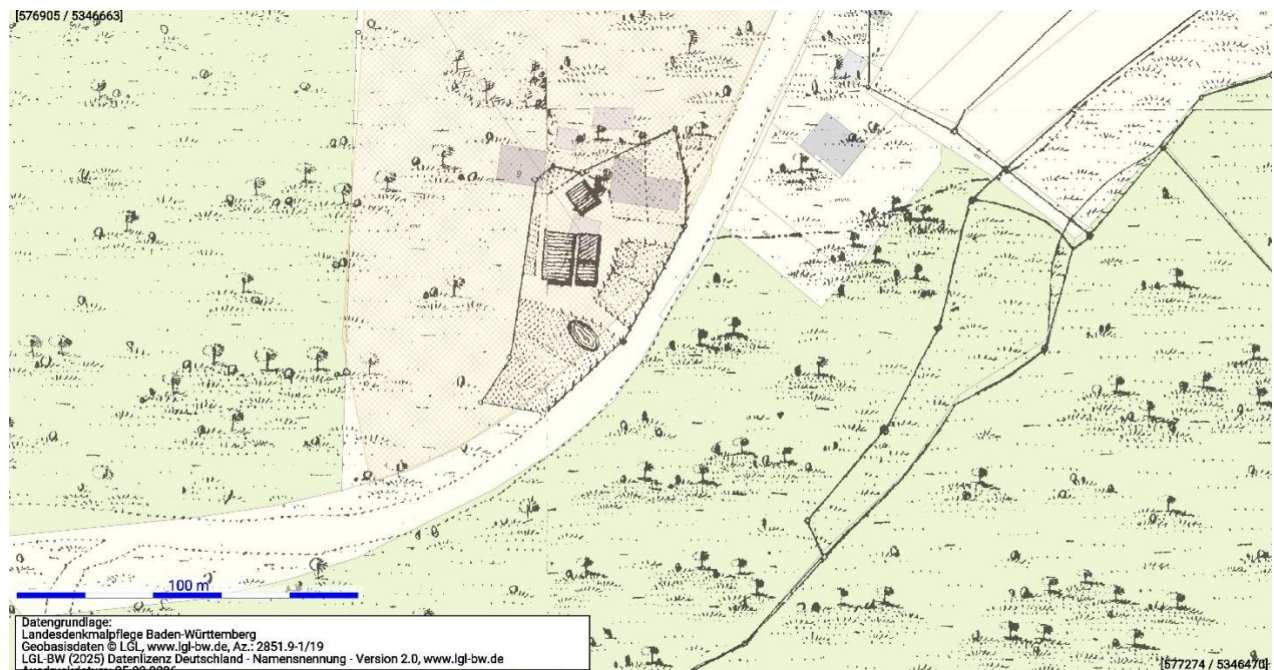 [576905 / 5346663]
100 m
Datengrundlage:
Landesdenkmalpflege Baden-Württemberg
Geobasisdaten © LGL, www.lgl-bw.de, Az.: 2851.9-1/19
LGL-BW (2025) Datenlizenz Deutschland - Namensnennung - Version 2.0, www.lgl-bw.de
[577274 / 5346470]